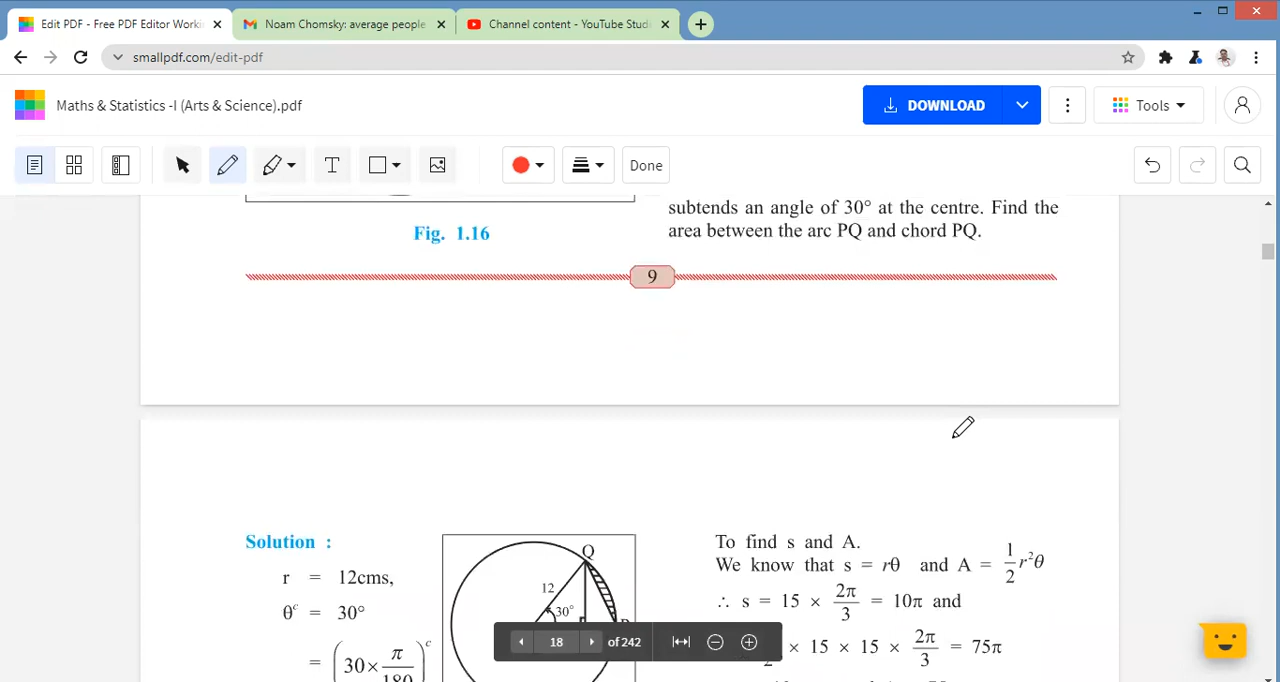 Edit PDF - Free PDF Editor Worki
Noam Chomsky: average people
Channel content - YouTube Studi
smallpdf.com/edit-pdf
Maths & Statistics -I (Arts & Science).pdf
DOWNLOAD
Tools
T
Done
subtends an angle of 30° at the centre. Find the
area between the arc PQ and chord PQ.
Fig. 1.16
9
Solution :
r = 12cms,
θᶜ = 30°
= (30×π/180)ᶜ
Q
12
30°
To find s and A.
We know that s = rθ and A = 1/2 r²θ
∴ s = 15 × 2π/3 = 10π and
× 15 × 15 × 2π/3 = 75π
18 of 242